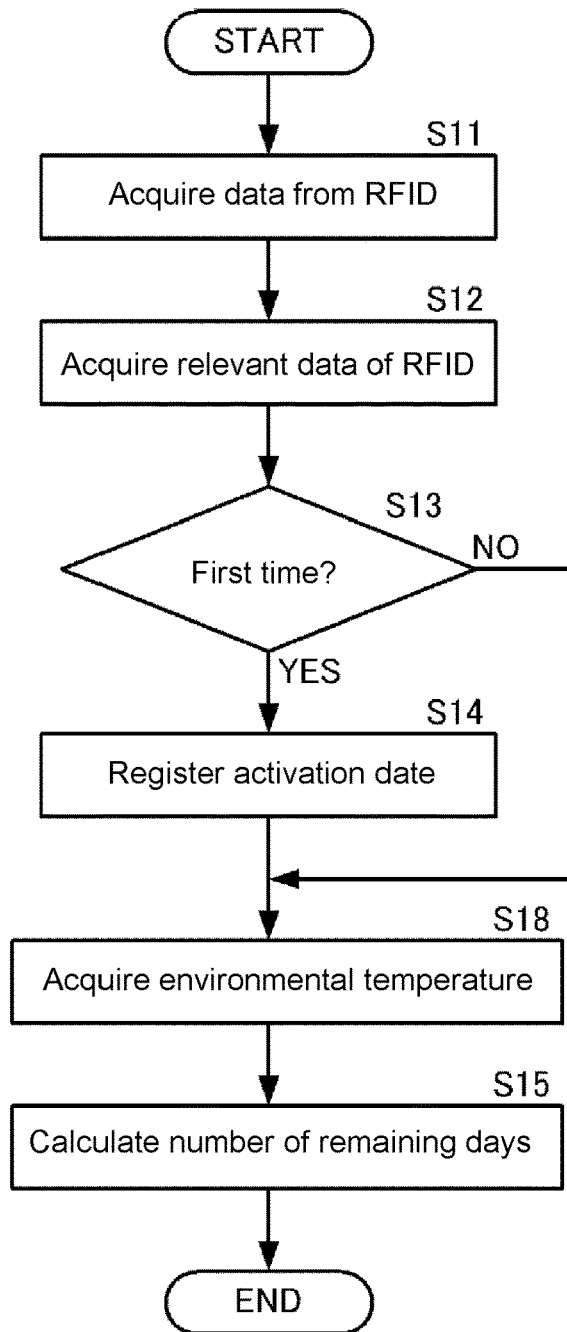 START
S11
Acquire data from RFID
S12
Acquire relevant data of RFID
S13
First time?
NO
YES
S14
Register activation date
S18
Acquire environmental temperature
S15
Calculate number of remaining days
END